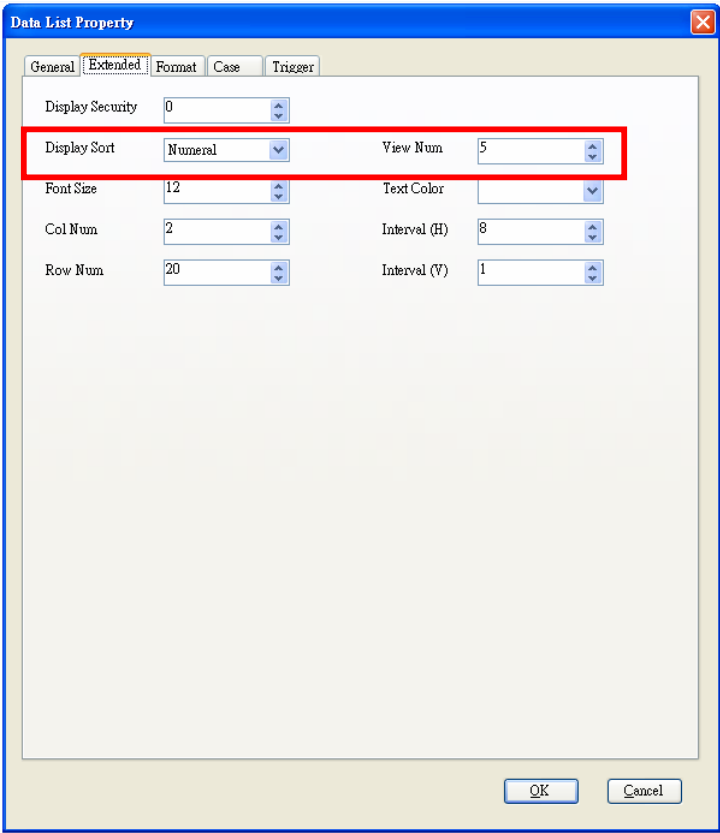 Data List Property
General Extended Format Case Trigger
Display Security 0
Display Sort Numeral View Num 5
Font Size 12 Text Color
Col Num 2 Interval (H) 8
Row Num 20 Interval (V) 1
OK Cancel